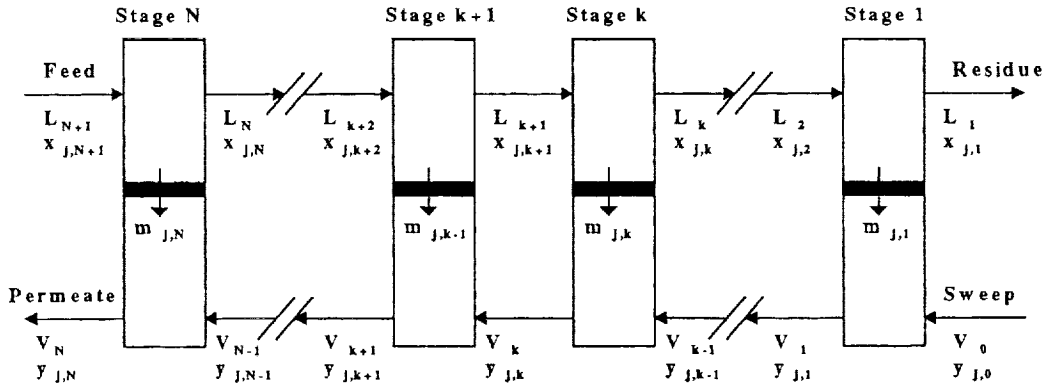 Stage N Stage k+1 Stage k Stage 1
Feed Residue
L N+1 L N L k+2 L k+1 L k L 2 L 1
x j,N+1 x j,N x j,k+2 x j,k+1 x j,k x j,2 x j,1
m j,N m j,k-1 m j,k m j,1
Permeate Sweep
V N V N-1 V k+1 V k V k-1 V 1 V 0
y j,N y j,N-1 y j,k+1 y j,k y j,k-1 y j,1 y j,0